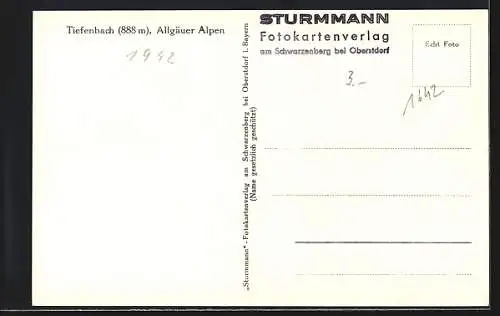 Tiefenbach (888 m), Allgäuer Alpen
1942
STURMMANN
Fotokartenverlag
am Schwarzenberg bei Oberstdorf
Echt Foto
3.-
1642
„Sturmmann"-Fotokartenverlag am Schwarzenberg bei Oberstdorf i. Bayern
(Name gesetzlich geschützt)